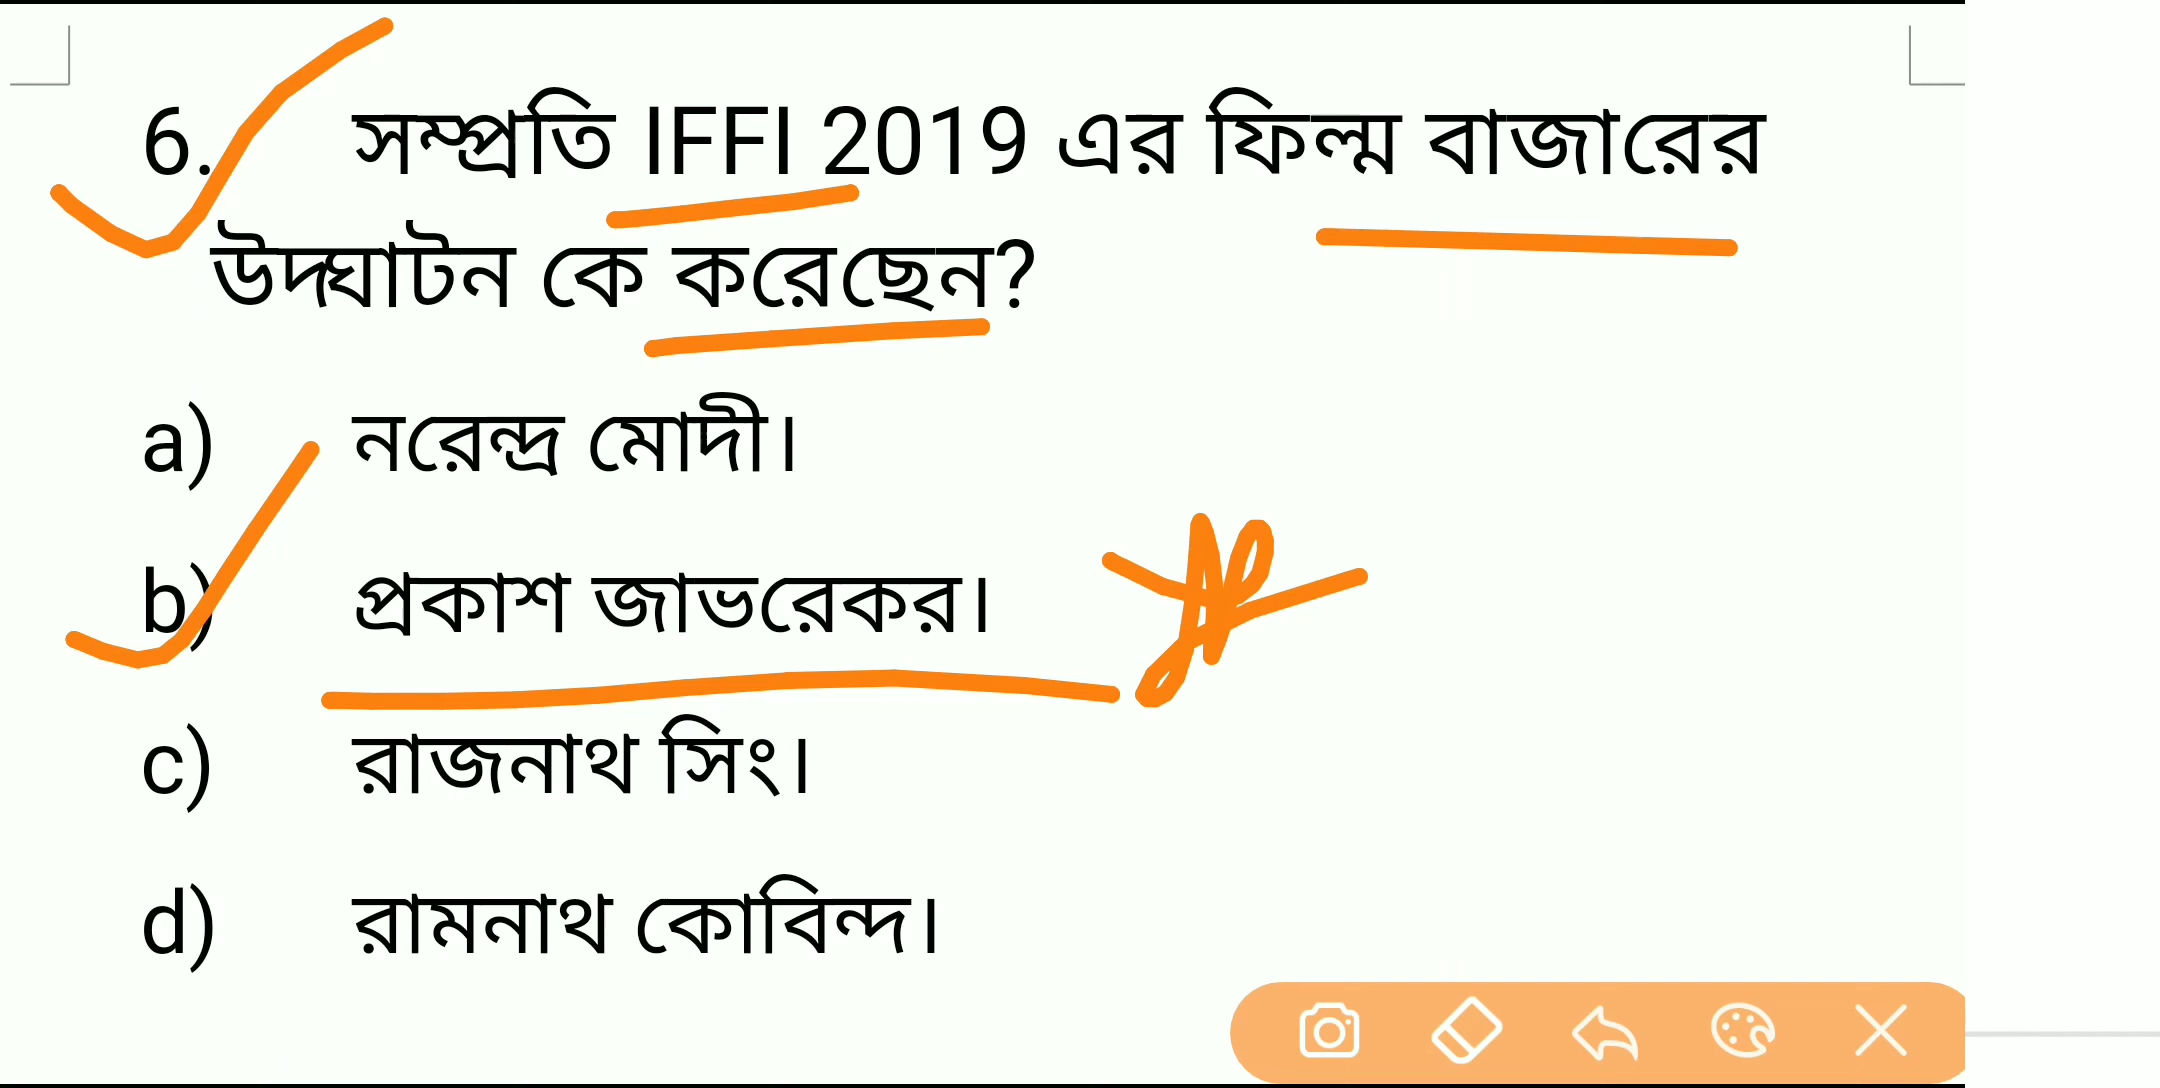 6. সম্প্রতি IFFI 2019 এর ফিল্ম বাজারের
উদ্ঘাটন কে করেছেন?
a) নরেন্দ্র মোদী।
b) প্রকাশ জাভরেকর।
c) রাজনাথ সিং।
d) রামনাথ কোবিন্দ।